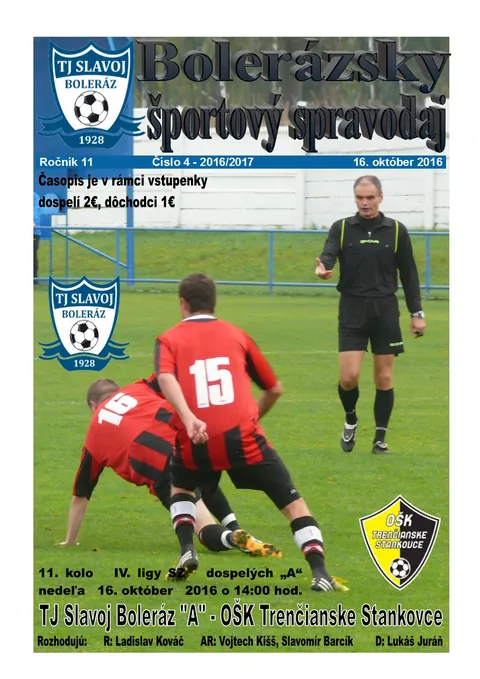 TJ SLAVOJ
BOLERÁZ
1928
Bolerázsky
športový spravodaj
Ročník 11 Číslo 4 - 2016/2017 16. október 2016
Časopis je v rámci vstupenky
dospelí 2€, dôchodci 1€
TJ SLAVOJ
BOLERÁZ
1928
15
16
OŠK
TRENČIANSKE
STANKOVCE
11. kolo IV. ligy SZ dospelých „A“
nedeľa 16. október 2016 o 14:00 hod.
TJ Slavoj Boleráz "A" - OŠK Trenčianske Stankovce
Rozhodujú: R: Ladislav Kováč AR: Vojtech Kišš, Slavomír Barcík D: Lukáš Juráň